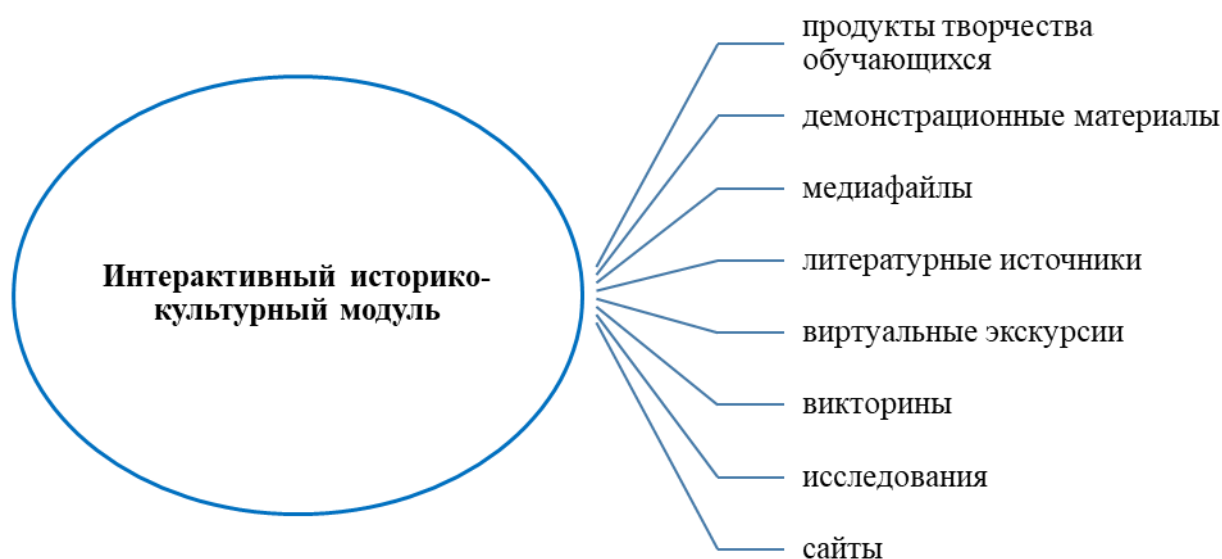 Интерактивный историко-
культурный модуль
продукты творчества
обучающихся
демонстрационные материалы
медиафайлы
литературные источники
виртуальные экскурсии
викторины
исследования
сайты